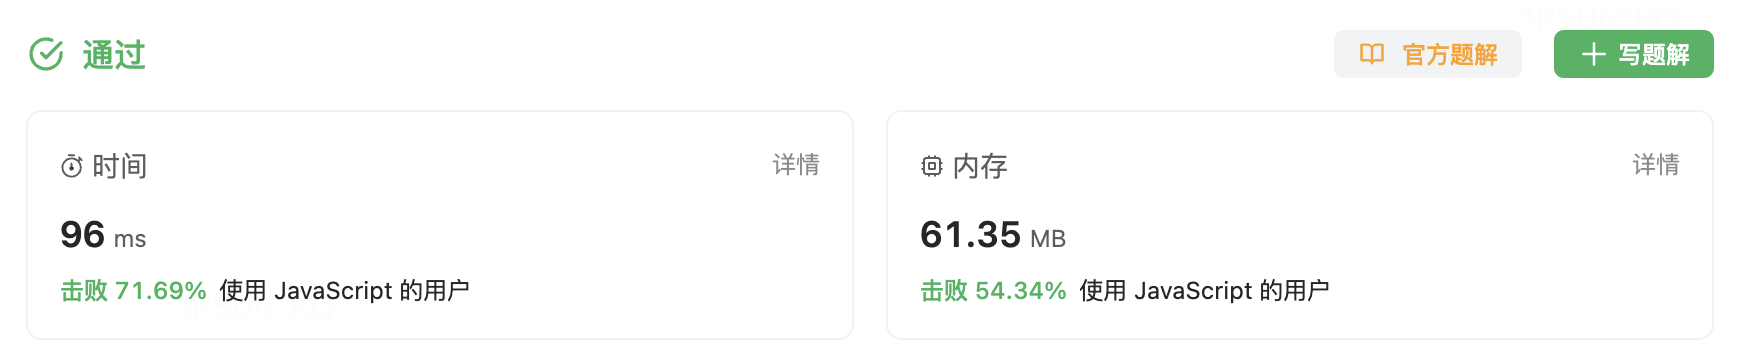 通过
官方题解
写题解
时间
详情
96 ms
击败 71.69% 使用 JavaScript 的用户
内存
详情
61.35 MB
击败 54.34% 使用 JavaScript 的用户